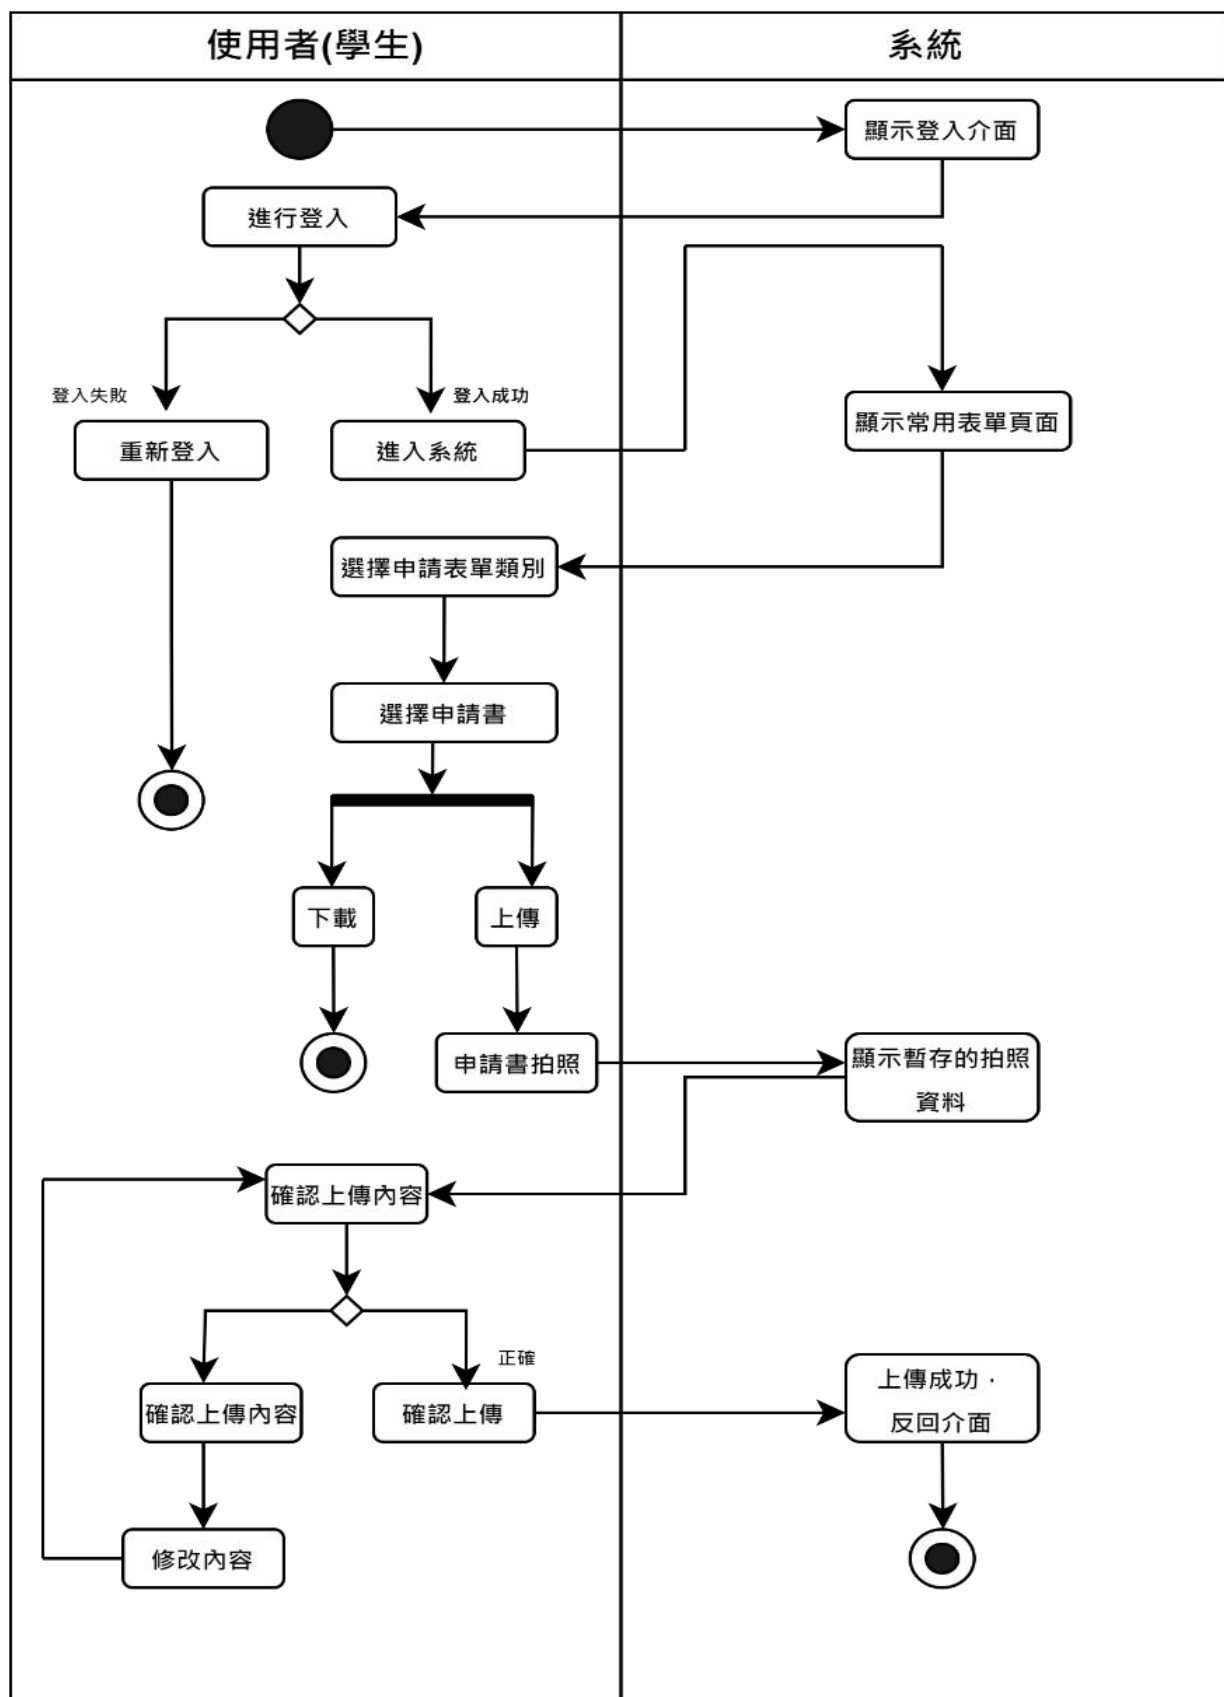 使用者(學生)
系統
顯示登入介面
進行登入
登入失敗
登入成功
顯示常用表單頁面
重新登入
進入系統
選擇申請表單類別
選擇申請書
下載
上傳
申請書拍照
顯示暫存的拍照
資料
確認上傳內容
正確
確認上傳內容
確認上傳
上傳成功，
反回介面
修改內容